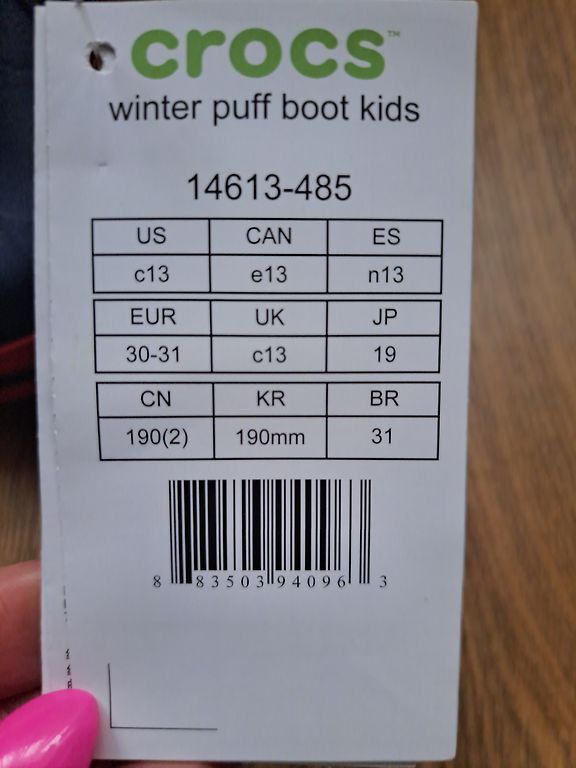 crocs™
winter puff boot kids
14613-485
US CAN ES
c13 e13 n13
EUR UK JP
30-31 c13 19
CN KR BR
190(2) 190mm 31
8 83503 94096 3